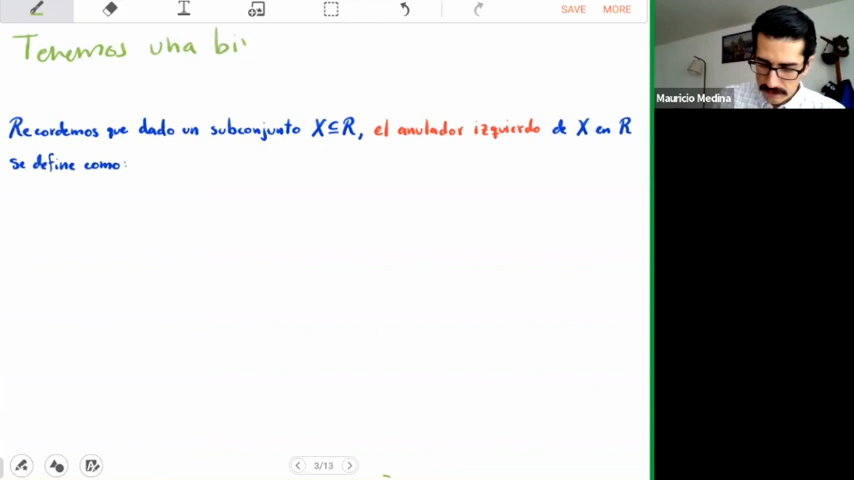 SAVE MORE
Tenemos una bi
Recordemos que dado un subconjunto X⊆R, el anulador izquierdo de X en R
se define como:
Mauricio Medina
3/13